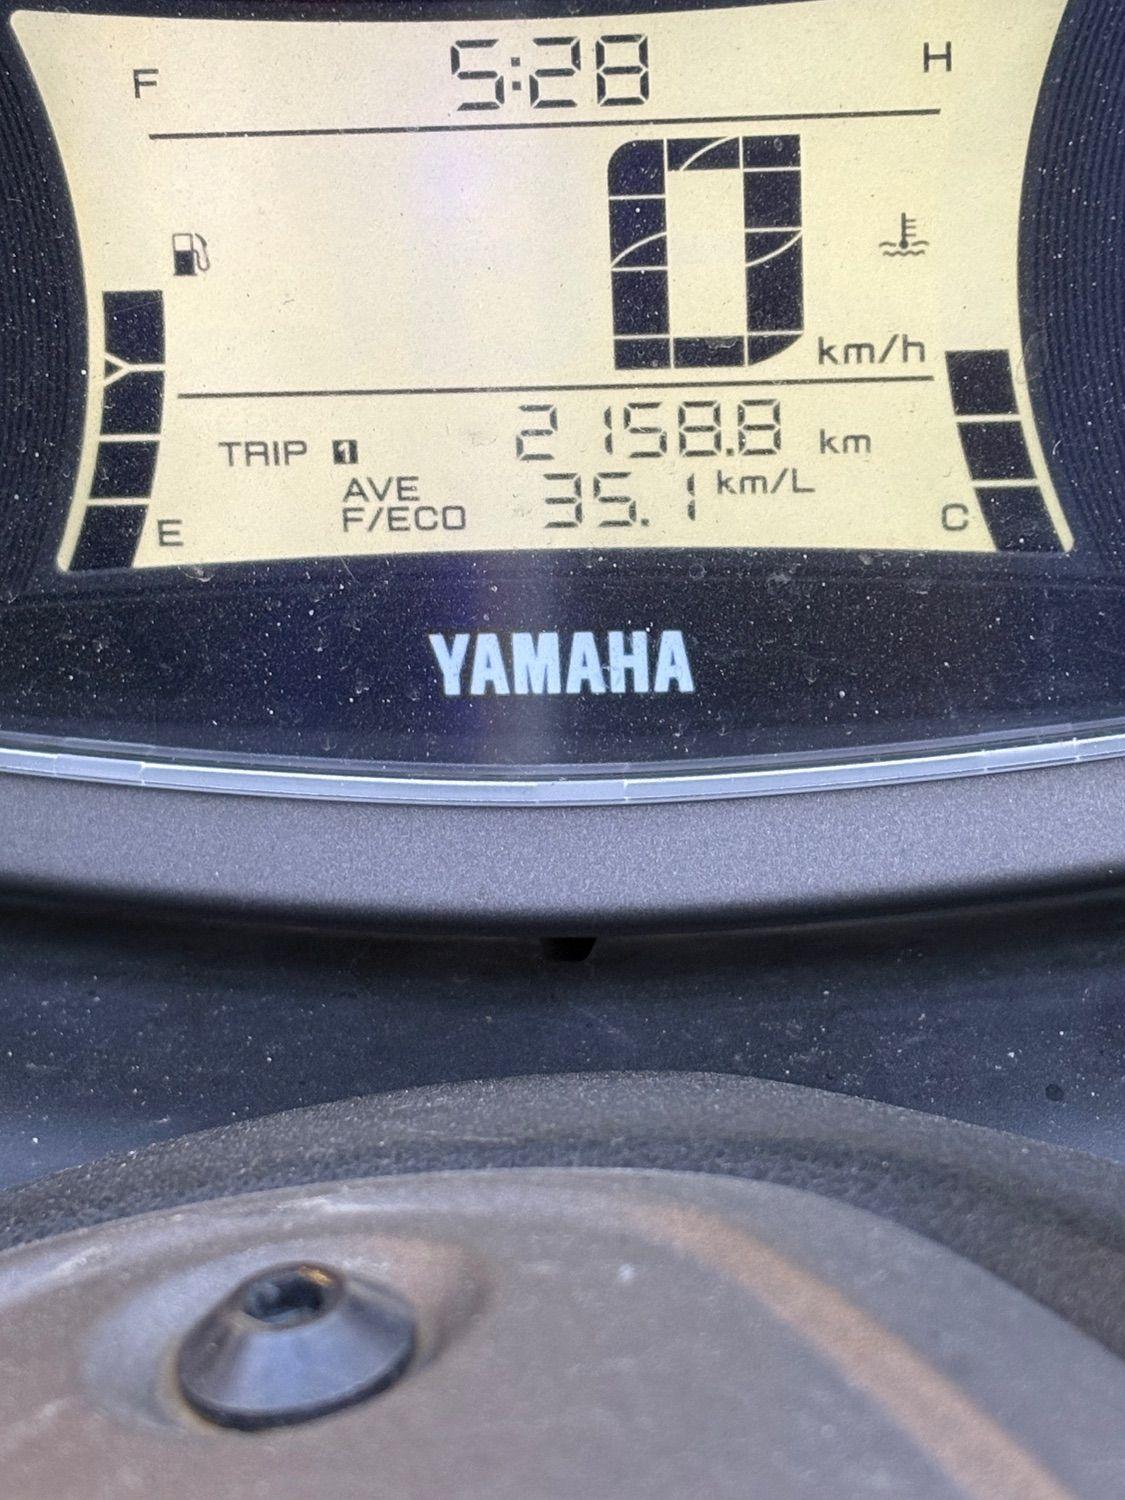 F 5:28 H
0 km/h
TRIP 1 2158.8 km
AVE
F/ECO 35.1 km/L
E C
YAMAHA